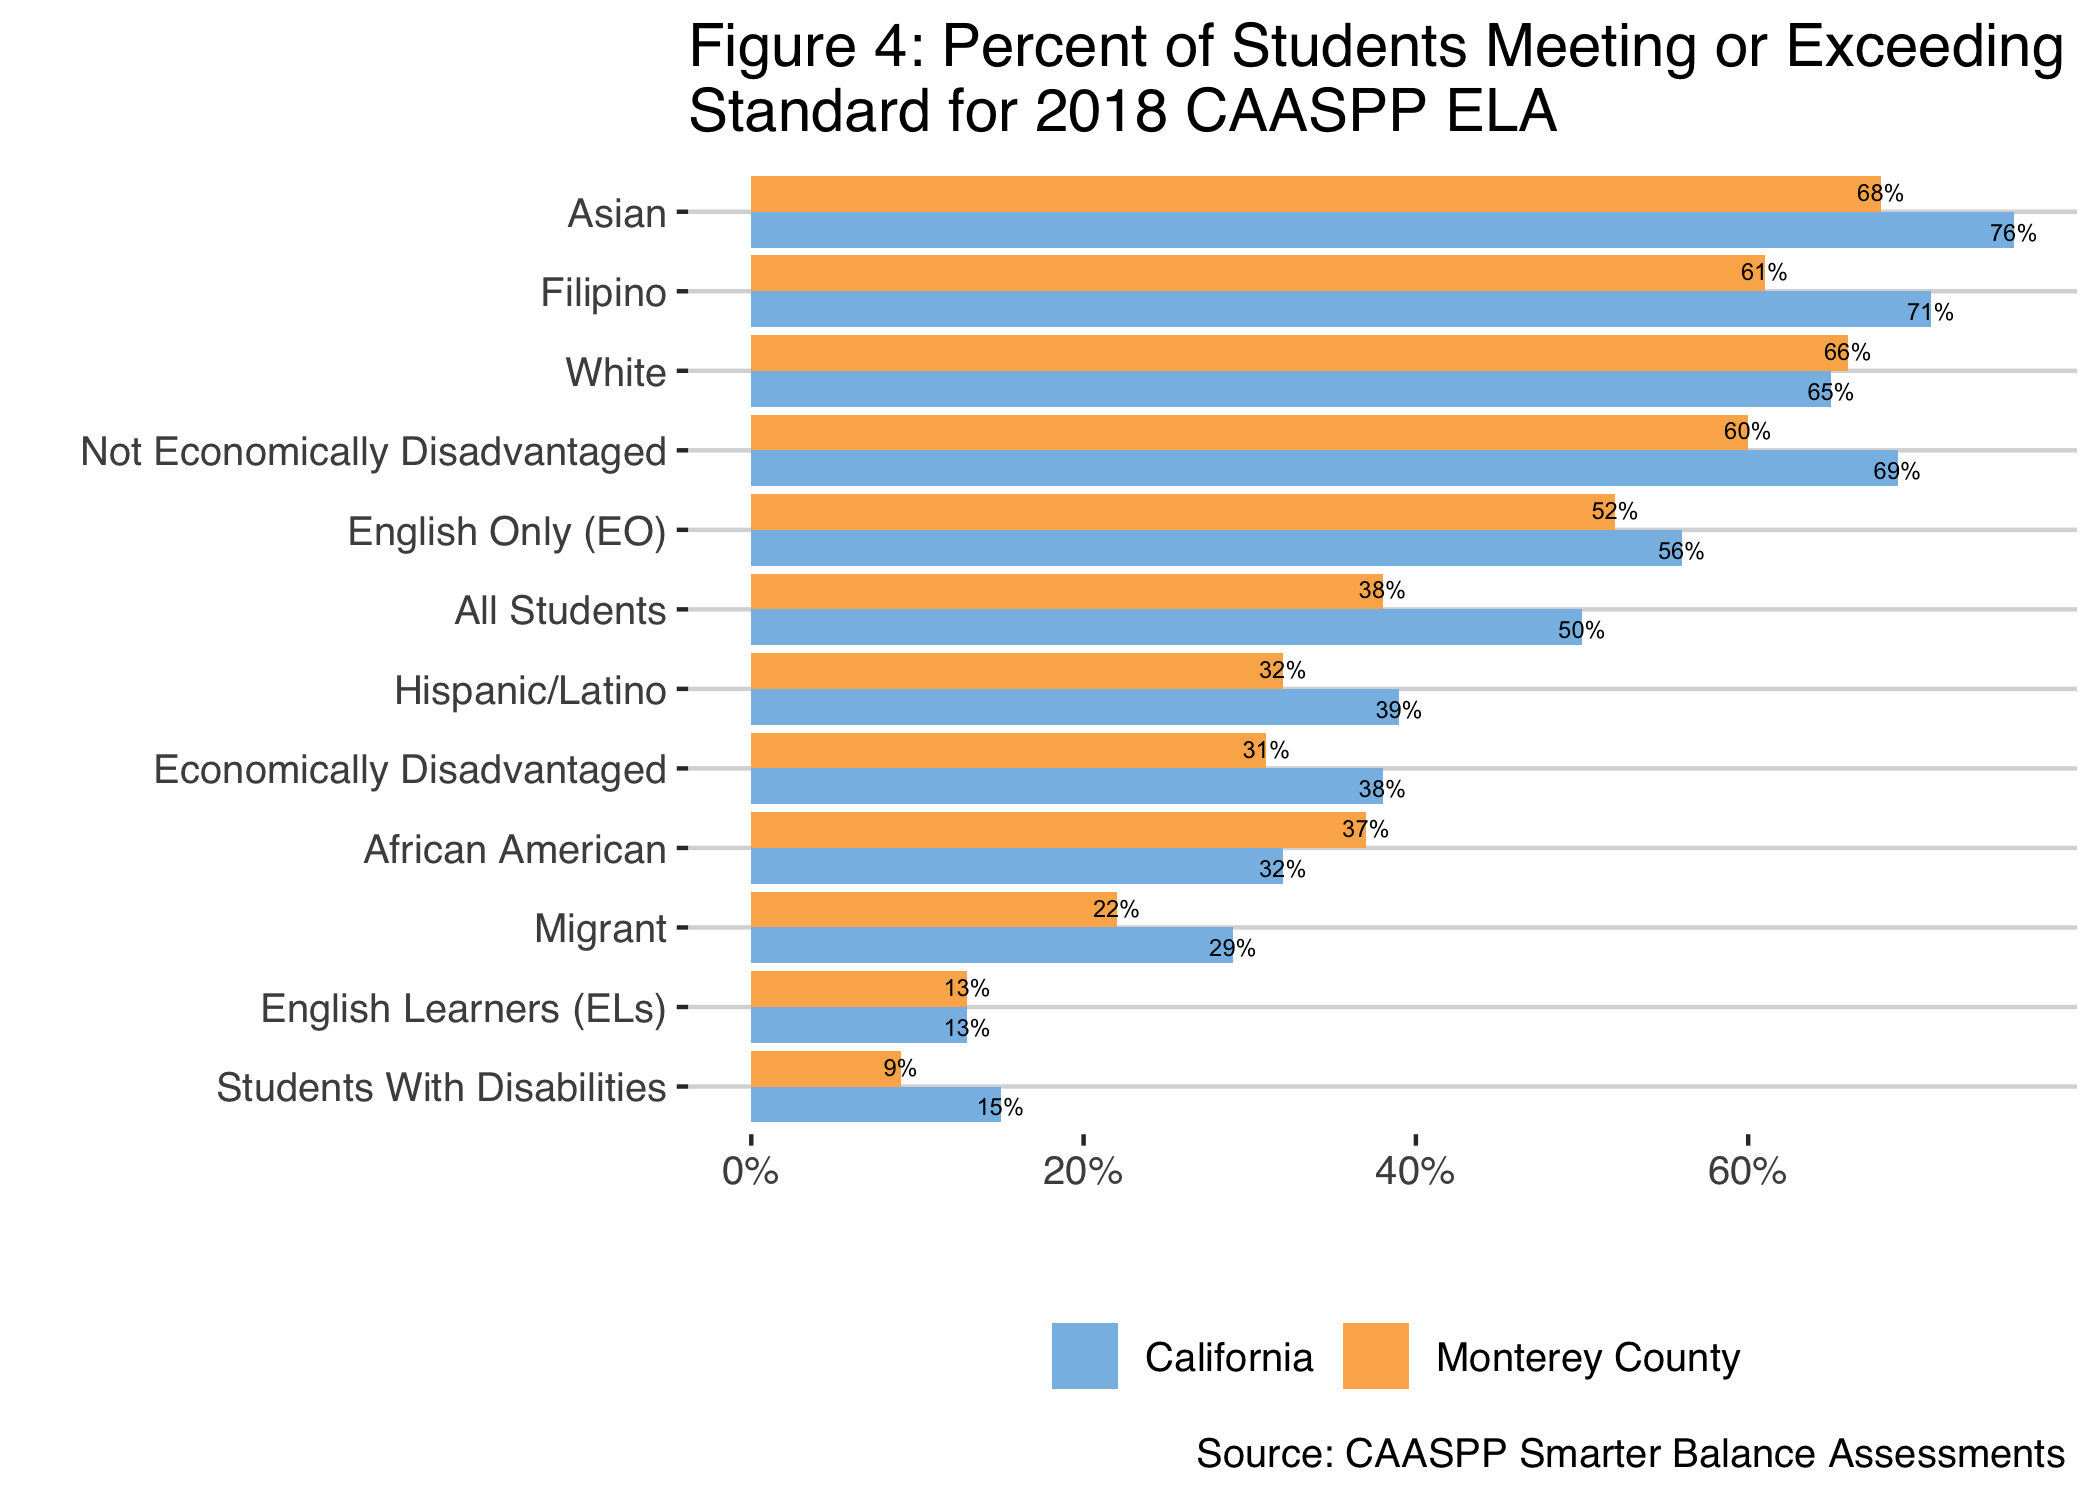 Figure 4: Percent of Students Meeting or Exceeding
Standard for 2018 CAASPP ELA
Asian
68%
76%
Filipino
61%
71%
White
66%
65%
Not Economically Disadvantaged
60%
69%
English Only (EO)
52%
56%
All Students
38%
50%
Hispanic/Latino
32%
39%
Economically Disadvantaged
31%
38%
African American
37%
32%
Migrant
22%
29%
English Learners (ELs)
13%
13%
Students With Disabilities
9%
15%
0% 20% 40% 60%
California Monterey County
Source: CAASPP Smarter Balance Assessments